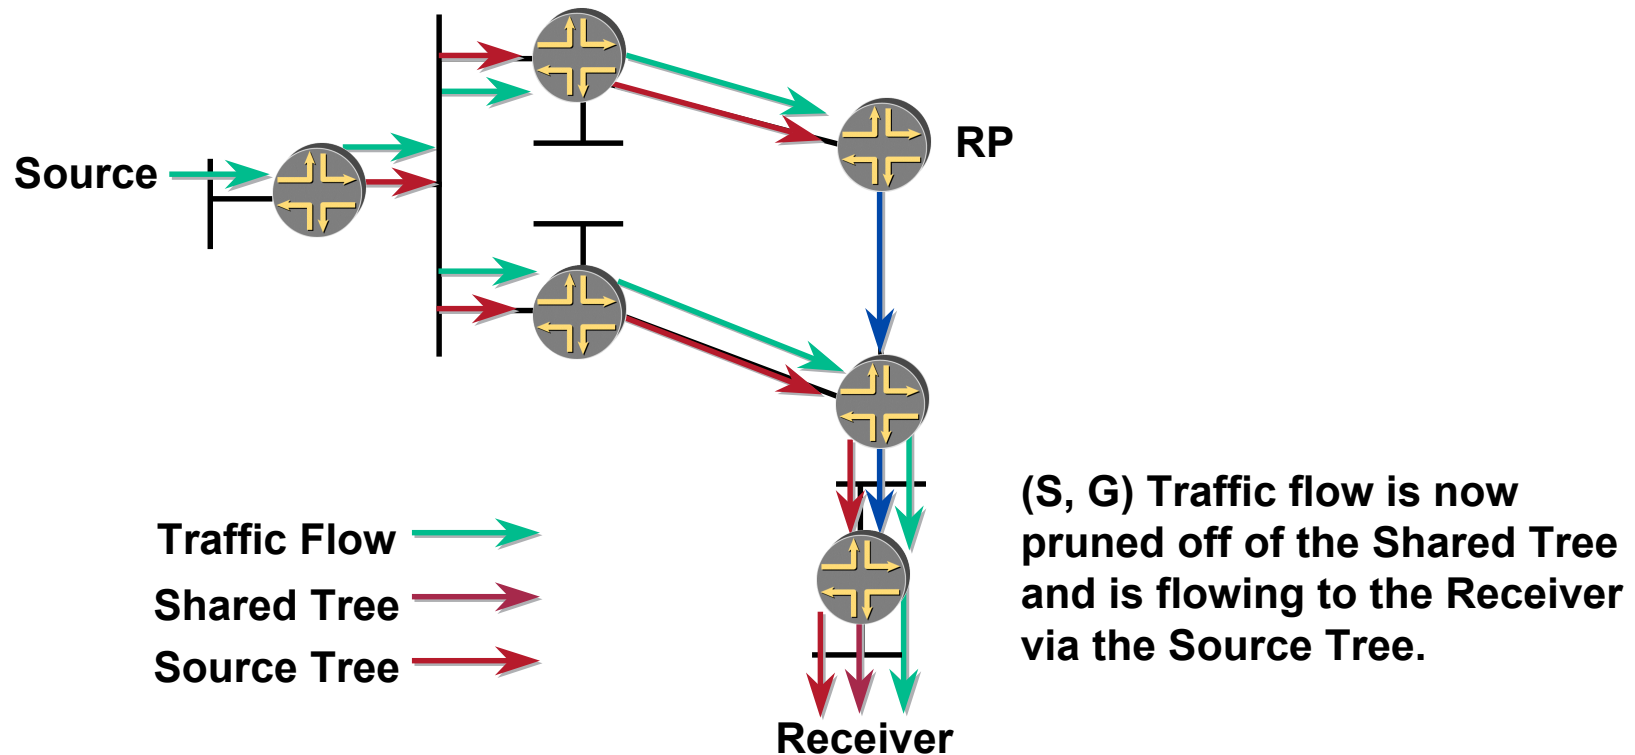 RP
Source
(S, G) Traffic flow is now
pruned off of the Shared Tree
and is flowing to the Receiver
via the Source Tree.
Traffic Flow
Shared Tree
Source Tree
Receiver